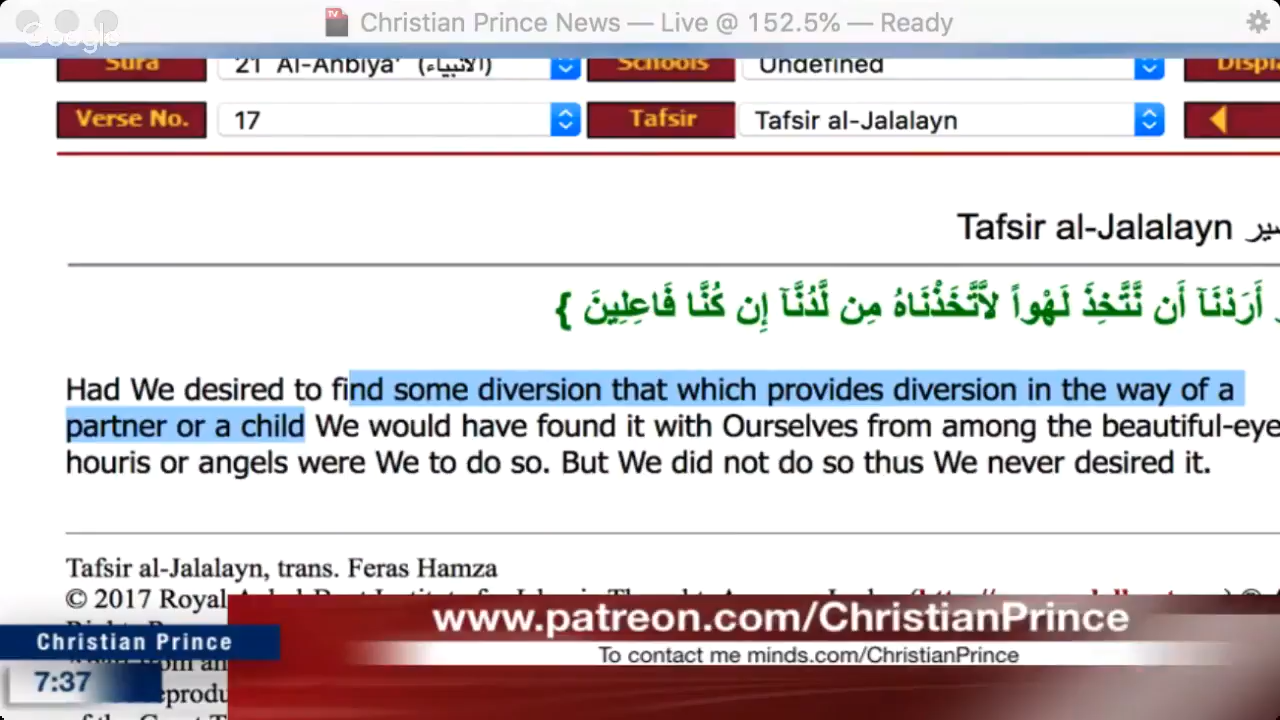 Christian Prince News — Live @ 152.5% — Ready
Google
Sura
21 Al-Anbiya' (الأنبياء)
Schools
Undefined
Verse No.
17
Tafsir
Tafsir al-Jalalayn
Tafsir al-Jalalayn
أَرَدْنَآ أَن نَّتَّخِذَ لَهْواً لاَّتَّخَذْنَاهُ مِن لَّدُنَّآ إِن كُنَّا فَاعِلِينَ }
Had We desired to find some diversion that which provides diversion in the way of a
partner or a child We would have found it with Ourselves from among the beautiful-eye
houris or angels were We to do so. But We did not do so thus We never desired it.
Tafsir al-Jalalayn, trans. Feras Hamza
© 2017 Royal
www.patreon.com/ChristianPrince
Christian Prince
To contact me minds.com/ChristianPrince
7:37